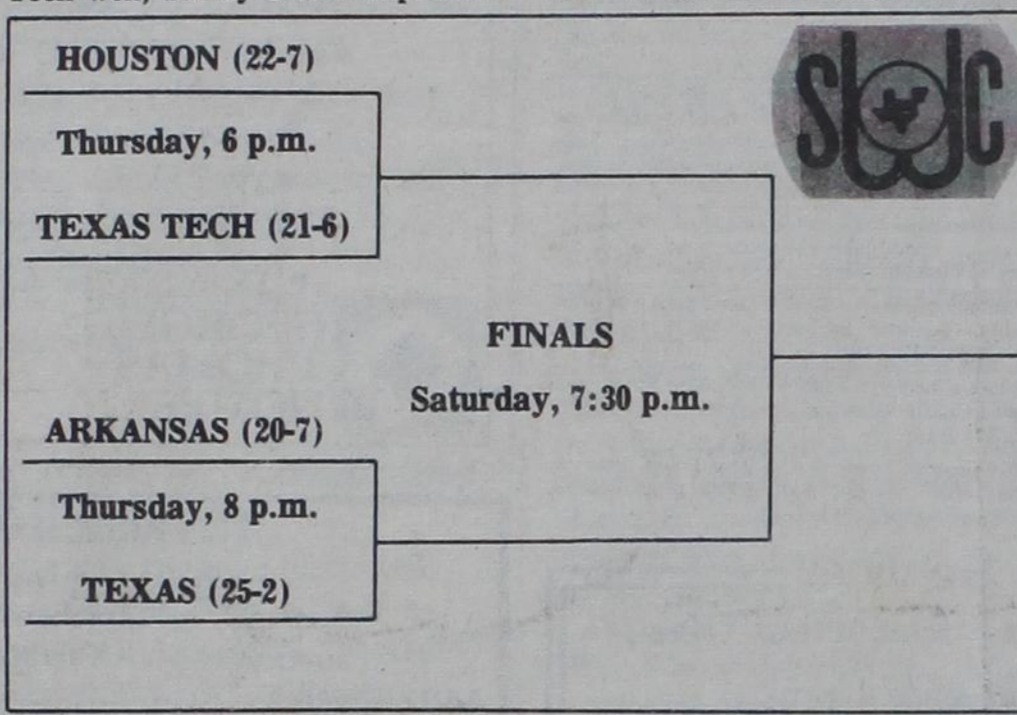 HOUSTON (22-7)
SWC
Thursday, 6 p.m.
TEXAS TECH (21-6)
FINALS
Saturday, 7:30 p.m.
ARKANSAS (20-7)
Thursday, 8 p.m.
TEXAS (25-2)